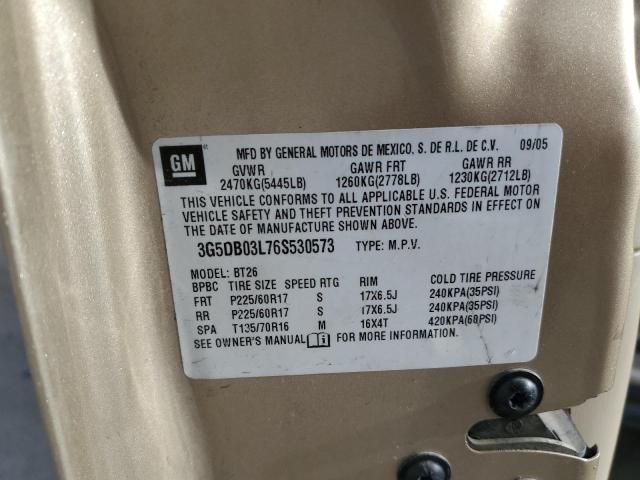 GM
MFD BY GENERAL MOTORS DE MEXICO, S. DE R.L. DE C.V. 09/05
GVWR GAWR FRT GAWR RR
2470KG(5445LB) 1260KG(2778LB) 1230KG(2712LB)
THIS VEHICLE CONFORMS TO ALL APPLICABLE U.S. FEDERAL MOTOR
VEHICLE SAFETY AND THEFT PREVENTION STANDARDS IN EFFECT ON
THE DATE OF MANUFACTURE SHOWN ABOVE.
3G5DB03L76S530573 TYPE: M.P.V.
MODEL: BT26
BPBC TIRE SIZE SPEED RTG RIM COLD TIRE PRESSURE
FRT P225/60R17 S 17X6.5J 240KPA(35PSI)
RR P225/60R17 S 17X6.5J 240KPA(35PSI)
SPA T135/70R16 M 16X4T 420KPA(60PSI)
SEE OWNER'S MANUAL FOR MORE INFORMATION.